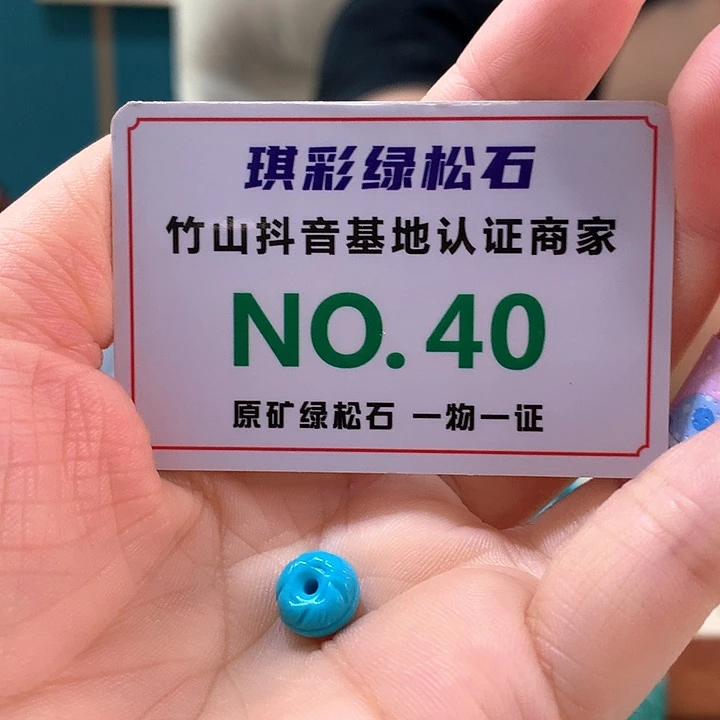 琪彩绿松石
竹山抖音基地认证商家
NO.40
原矿绿松石 一物一证